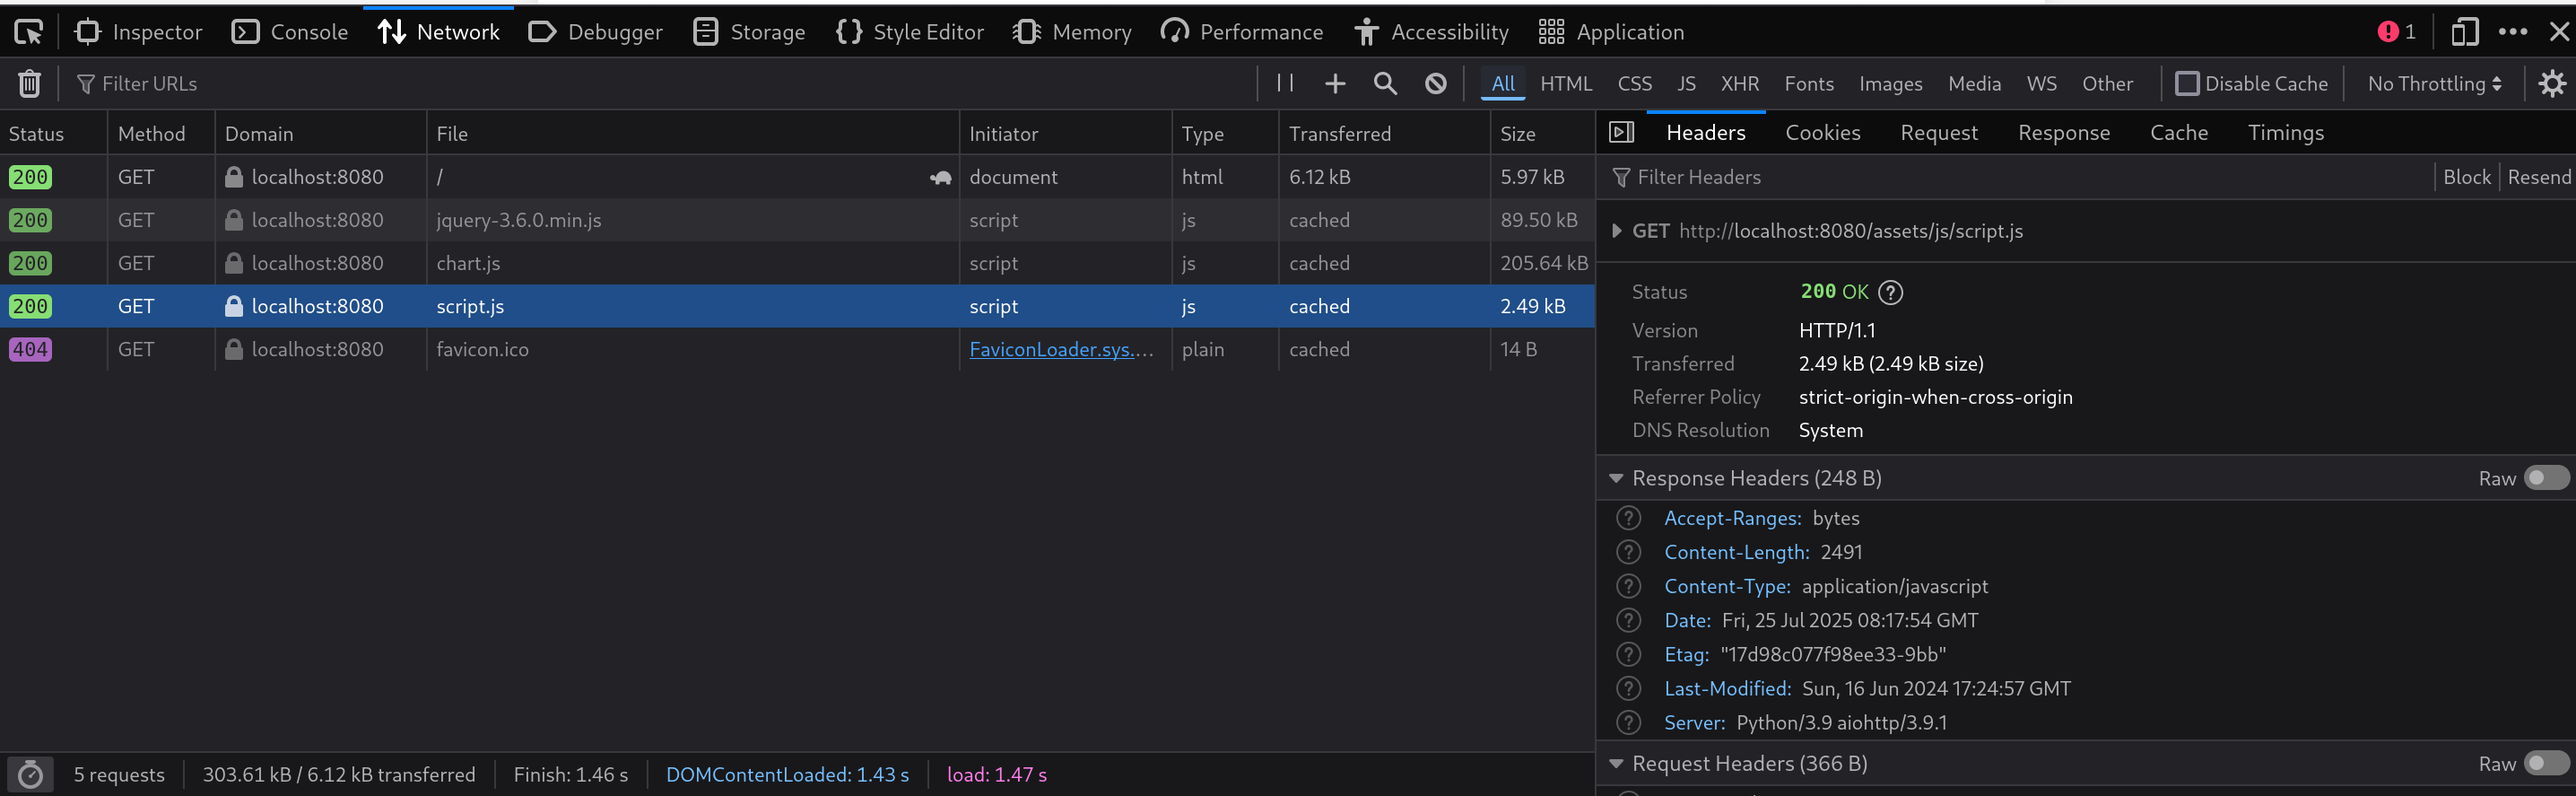 Inspector Console Network Debugger Storage Style Editor Memory Performance Accessibility Application 1
Filter URLs All HTML CSS JS XHR Fonts Images Media WS Other Disable Cache No Throttling
Status Method Domain File Initiator Type Transferred Size
200 GET localhost:8080 / document html 6.12 kB 5.97 kB
200 GET localhost:8080 jquery-3.6.0.min.js script js cached 89.50 kB
200 GET localhost:8080 chart.js script js cached 205.64 kB
200 GET localhost:8080 script.js script js cached 2.49 kB
404 GET localhost:8080 favicon.ico FaviconLoader.sys.… plain cached 14 B
5 requests 303.61 kB / 6.12 kB transferred Finish: 1.46 s DOMContentLoaded: 1.43 s load: 1.47 s
Headers Cookies Request Response Cache Timings
Filter Headers Block Resend
GET http://localhost:8080/assets/js/script.js
Status 200 OK
Version HTTP/1.1
Transferred 2.49 kB (2.49 kB size)
Referrer Policy strict-origin-when-cross-origin
DNS Resolution System
Response Headers (248 B) Raw
Accept-Ranges: bytes
Content-Length: 2491
Content-Type: application/javascript
Date: Fri, 25 Jul 2025 08:17:54 GMT
Etag: "17d98c077f98ee33-9bb"
Last-Modified: Sun, 16 Jun 2024 17:24:57 GMT
Server: Python/3.9 aiohttp/3.9.1
Request Headers (366 B) Raw